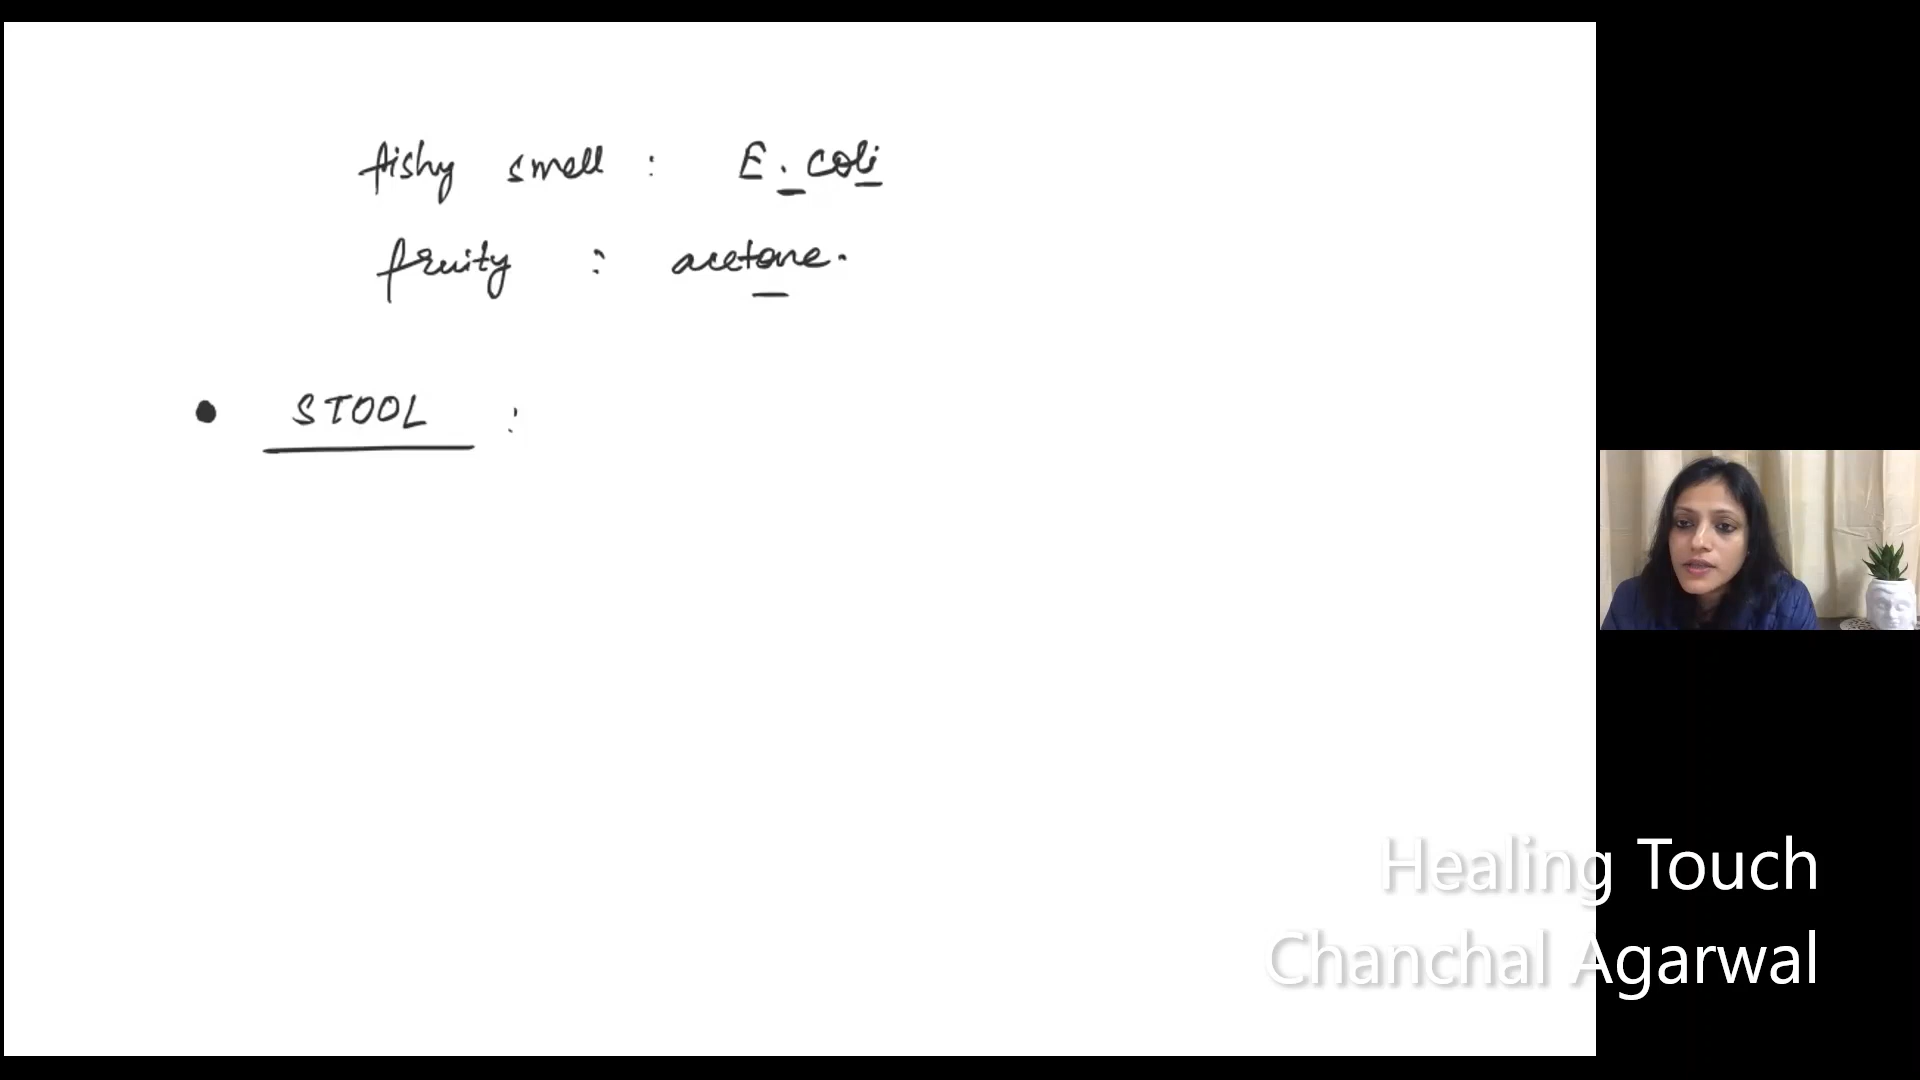 fishy smell : E. coli
fruity : acetone.
• STOOL :
Healing Touch
Chanchal Agarwal